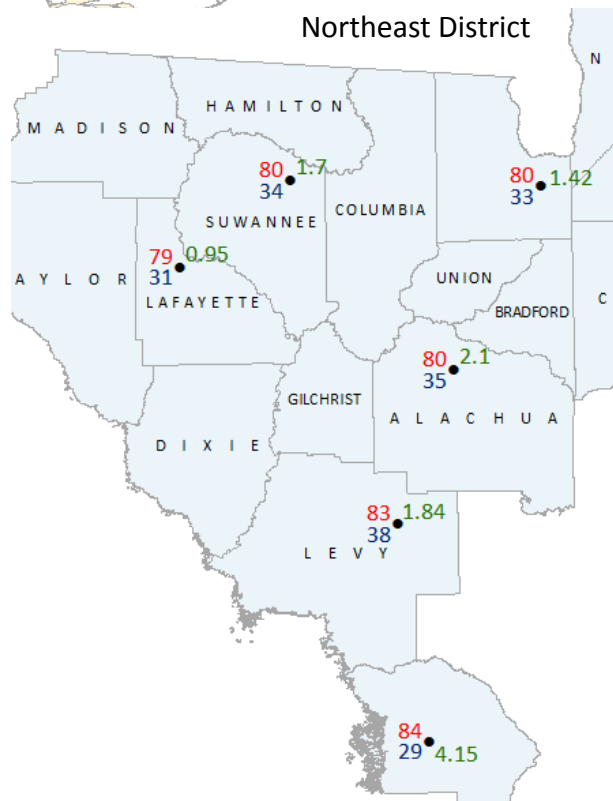 Northeast District
N
HAMILTON
MADISON
80 1.7
34
80 1.42
33
SUWANNEE
COLUMBIA
79 0.95
31
AYLOR
LAFAYETTE
UNION
BRADFORD
C
80 2.1
35
GILCHRIST
ALACHUA
DIXIE
83 1.84
38
LEVY
84
29 4.15